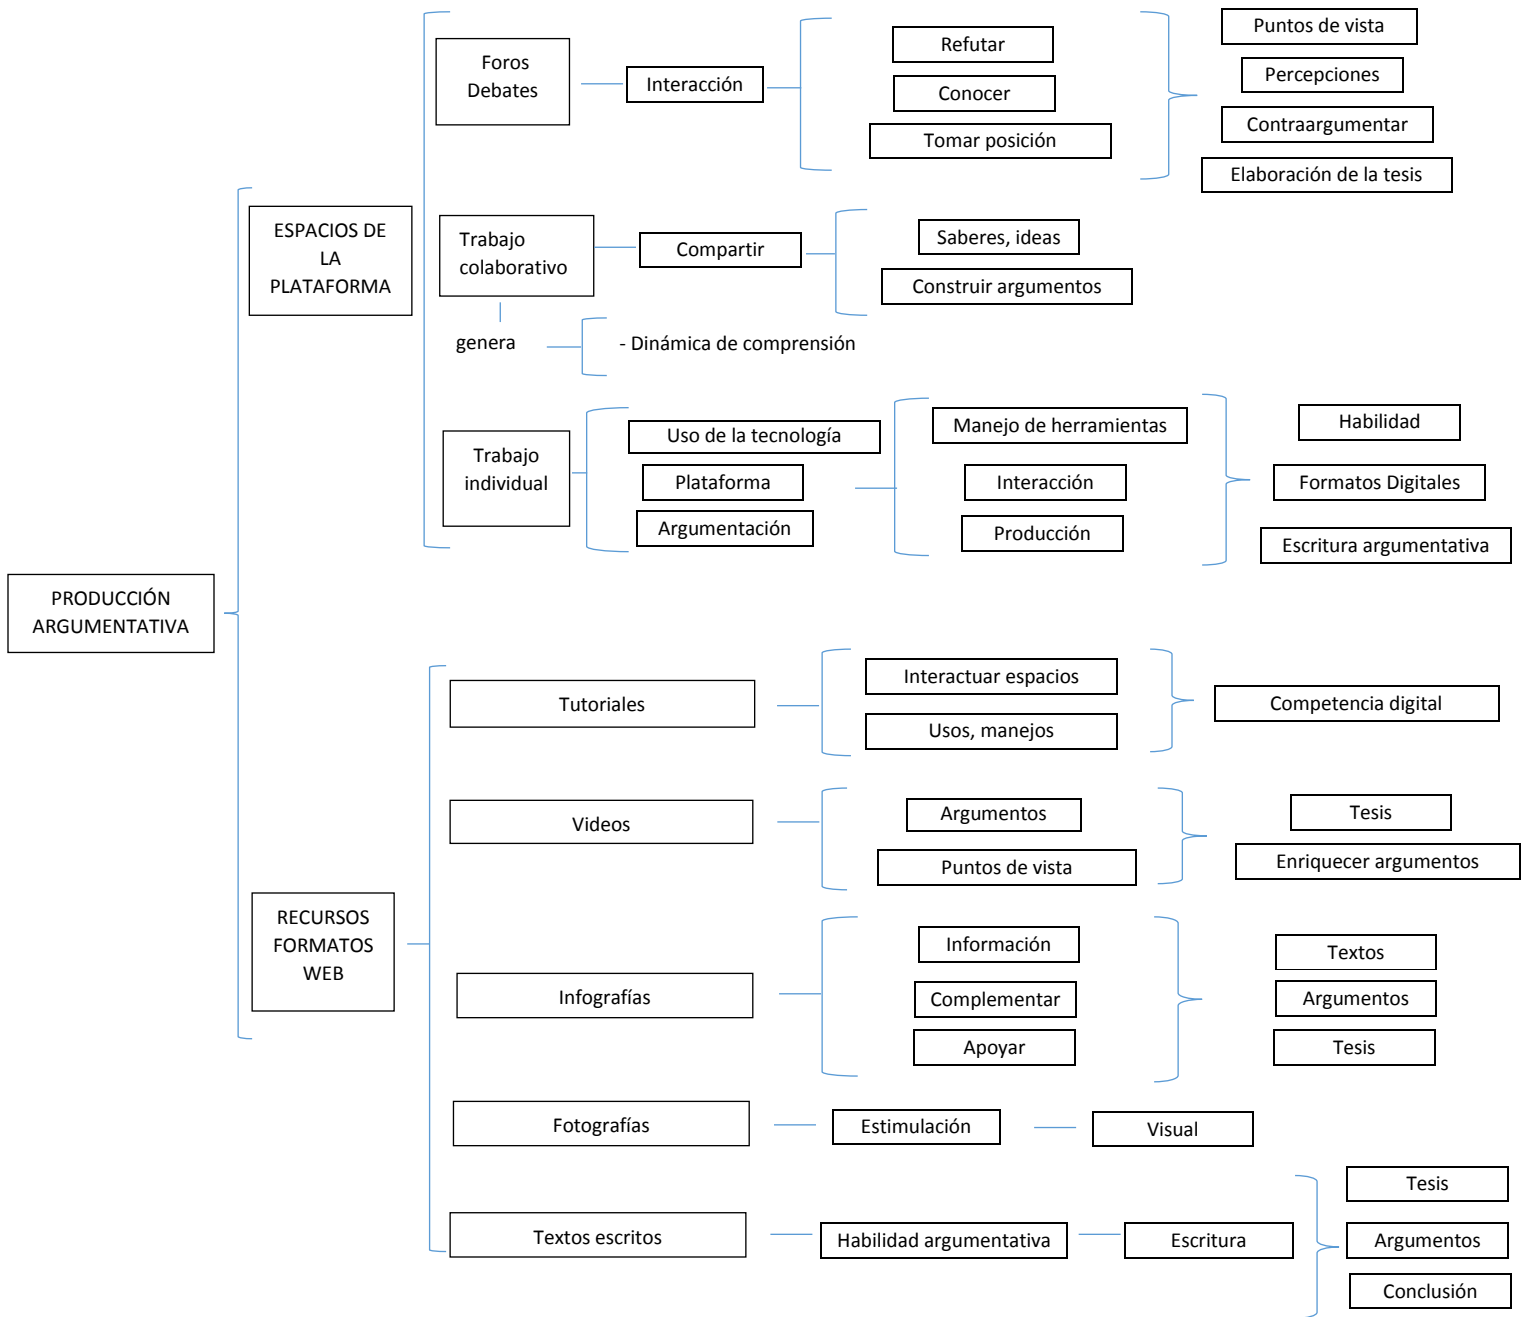 PRODUCCIÓN
ARGUMENTATIVA
ESPACIOS DE
LA
PLATAFORMA
Foros
Debates
Interacción
Refutar
Conocer
Tomar posición
Puntos de vista
Percepciones
Contraargumentar
Elaboración de la tesis
Trabajo
colaborativo
Compartir
Saberes, ideas
Construir argumentos
genera
- Dinámica de comprensión
Trabajo
individual
Uso de la tecnología
Plataforma
Argumentación
Manejo de herramientas
Interacción
Producción
Habilidad
Formatos Digitales
Escritura argumentativa
RECURSOS
FORMATOS
WEB
Tutoriales
Interactuar espacios
Usos, manejos
Competencia digital
Videos
Argumentos
Puntos de vista
Tesis
Enriquecer argumentos
Infografías
Información
Complementar
Apoyar
Textos
Argumentos
Tesis
Fotografías
Estimulación
Visual
Textos escritos
Habilidad argumentativa
Escritura
Tesis
Argumentos
Conclusión